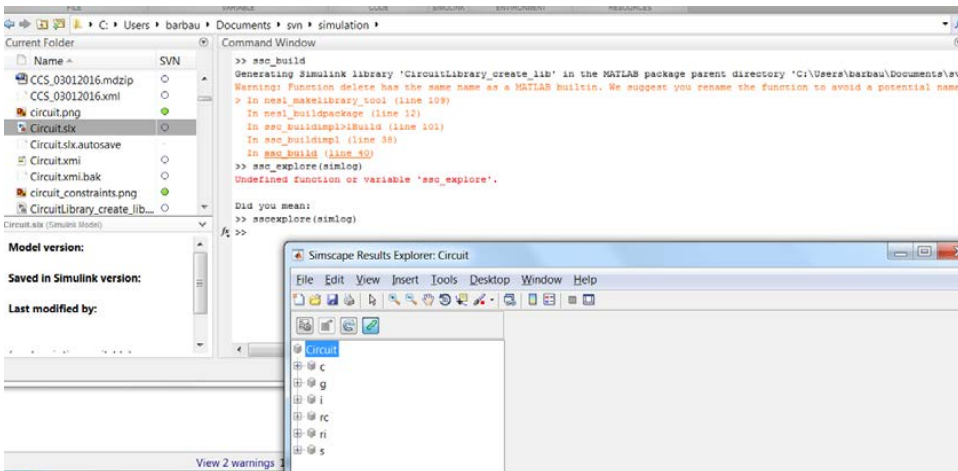 FILE VARIABLE CODE SIMULINK ENVIRONMENT RESOURCES
C: Users barbau Documents svn simulation
Current Folder
Name SVN
CCS_03012016.mdzip
CCS_03012016.xml
circuit.png
Circuit.slx
Circuit.slx.autosave
Circuit.xmi
Circuit.xmi.bak
circuit_constraints.png
CircuitLibrary_create_lib...
Circuit.slx (Simulink Model)
Model version:
Saved in Simulink version:
Last modified by:
Command Window
>> ssc_build
Generating Simulink library 'CircuitLibrary_create_lib' in the MATLAB package parent directory 'C:\Users\barbau\Documents\sv
Warning: Function delete has the same name as a MATLAB builtin. We suggest you rename the function to avoid a potential name
> In nesl_makelibrary_tool (line 109)
In nesl_buildpackage (line 12)
In ssc_buildimpl>lBuild (line 101)
In ssc_buildimpl (line 38)
In ssc_build (line 40)
>> ssc_explore(simlog)
Undefined function or variable 'ssc_explore'.
Did you mean:
>> sscexplore(simlog)
fx >>
Simscape Results Explorer: Circuit
File Edit View Insert Tools Desktop Window Help
Circuit
c
g
i
rc
ri
s
View 2 warnings